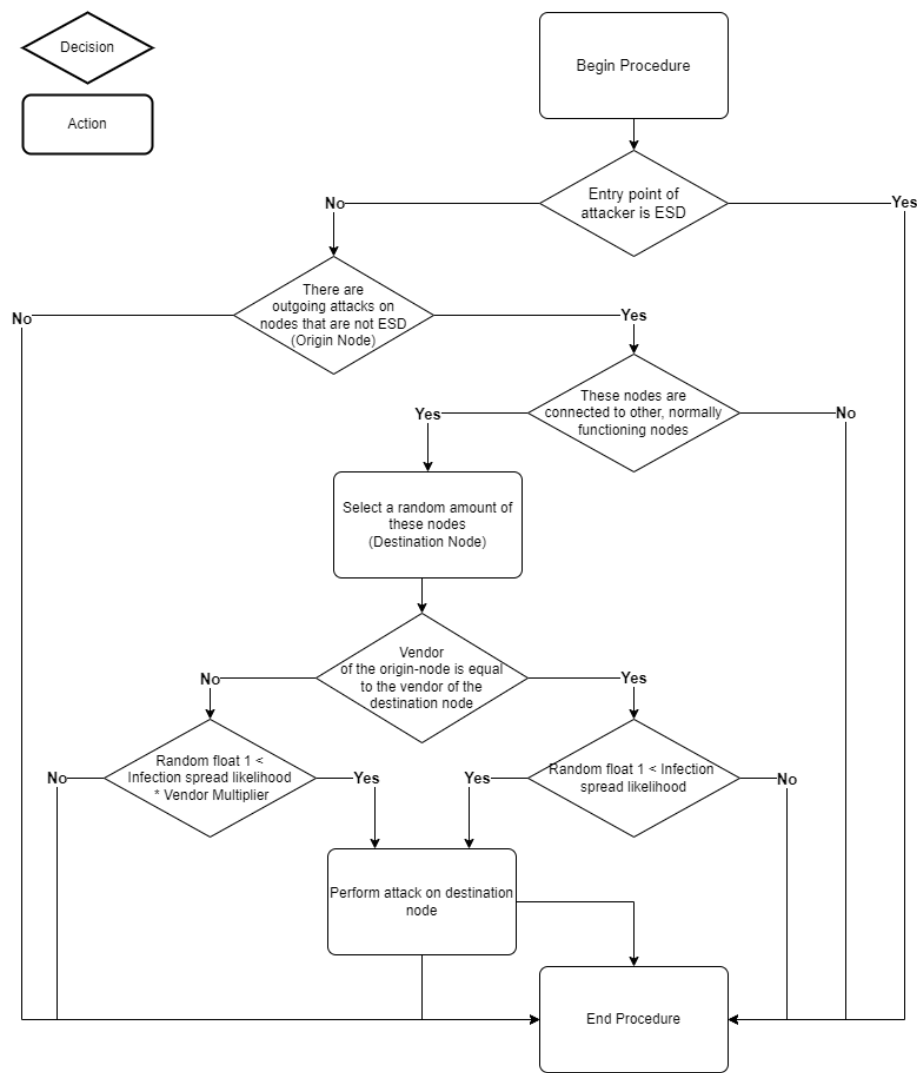 Decision
Begin Procedure
Action
Entry point of
attacker is ESD
No
Yes
There are
outgoing attacks on
nodes that are not ESD
(Origin Node)
No
Yes
These nodes are
connected to other, normally
functioning nodes
Yes
No
Select a random amount of
these nodes
(Destination Node)
Vendor
of the origin-node is equal
to the vendor of the
destination node
No
Yes
Random float 1 <
Infection spread likelihood
* Vendor Multiplier
No
Yes
Random float 1 < Infection
spread likelihood
Yes
No
Perform attack on destination
node
End Procedure